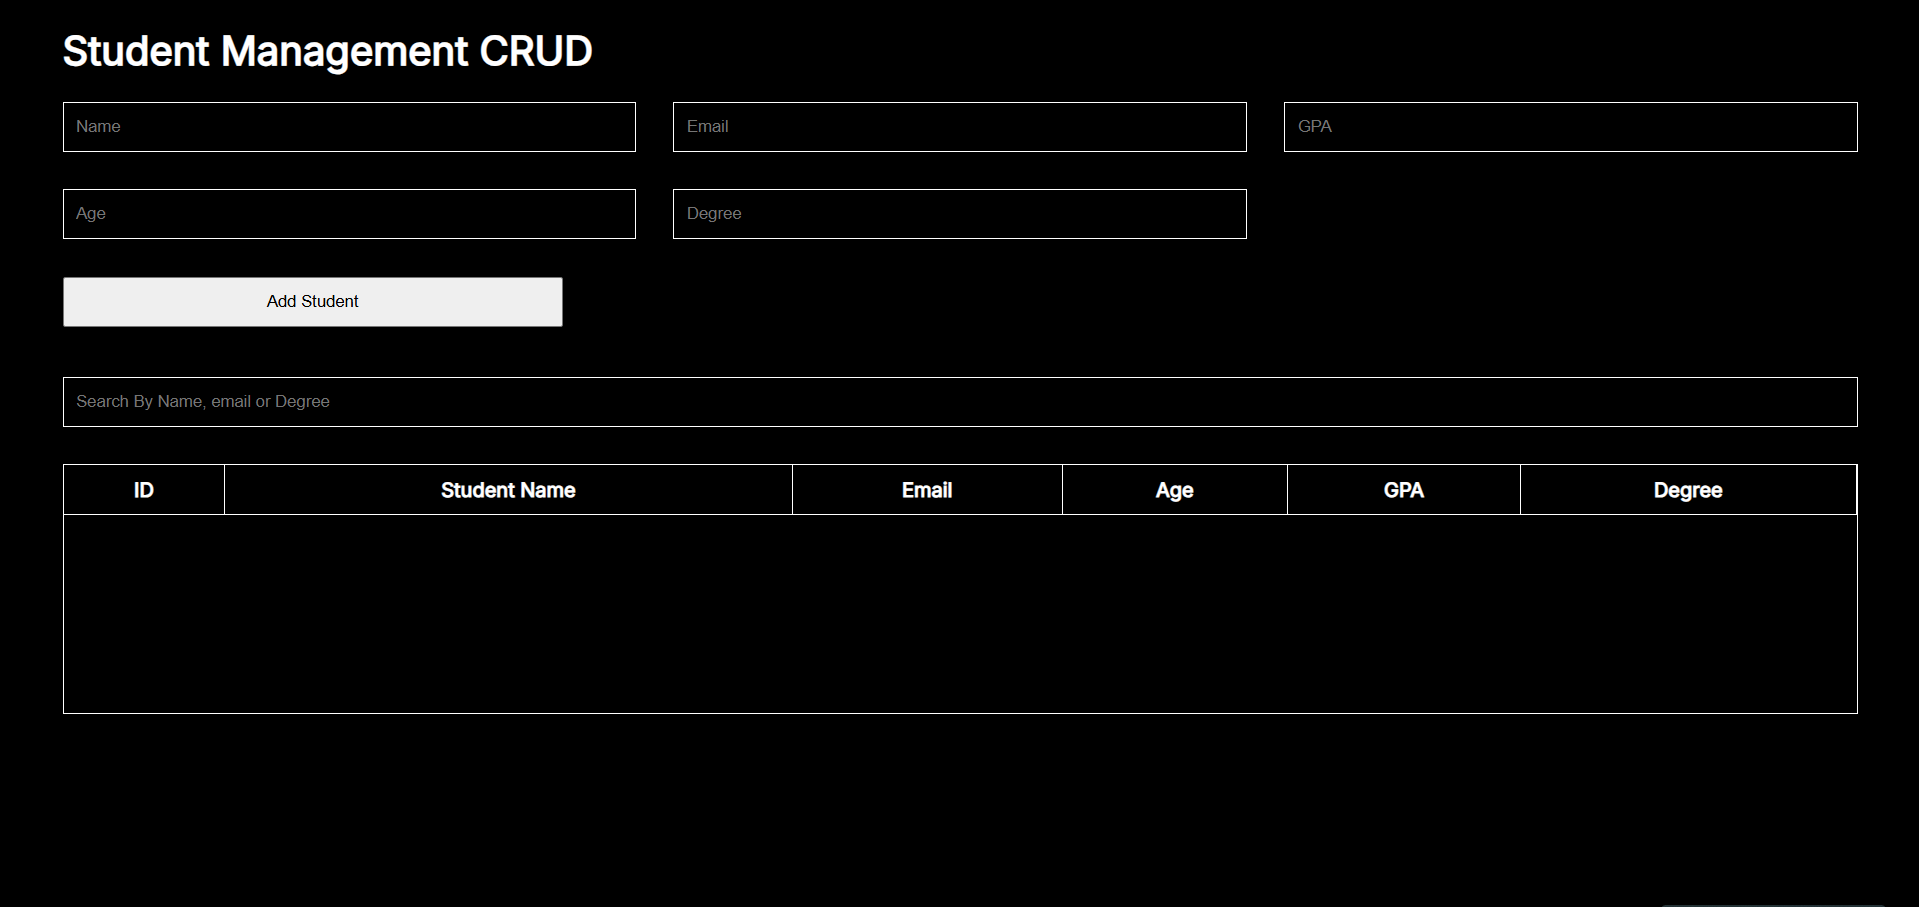 Student Management CRUD
Name Email GPA
Age Degree
Add Student
Search By Name, email or Degree
ID Student Name Email Age GPA Degree